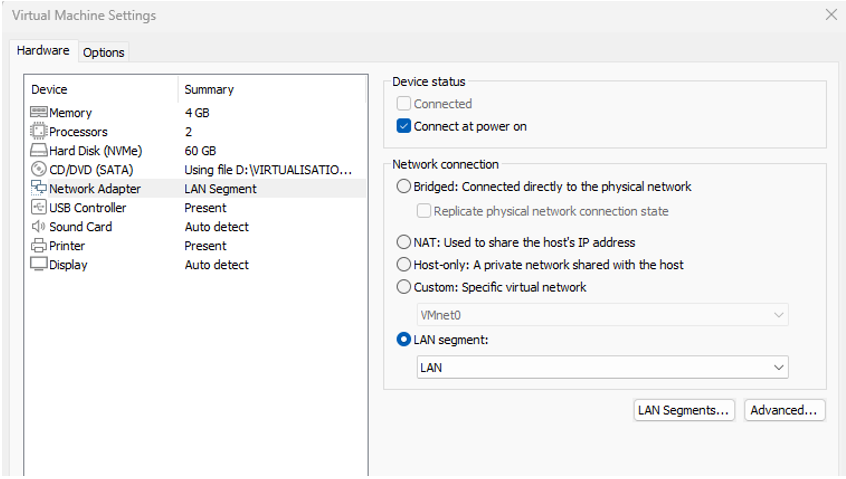 Virtual Machine Settings
Hardware Options
Device Summary
Memory 4 GB
Processors 2
Hard Disk (NVMe) 60 GB
CD/DVD (SATA) Using file D:\VIRTUALISATIO...
Network Adapter LAN Segment
USB Controller Present
Sound Card Auto detect
Printer Present
Display Auto detect
Device status
Connected
Connect at power on
Network connection
Bridged: Connected directly to the physical network
Replicate physical network connection state
NAT: Used to share the host's IP address
Host-only: A private network shared with the host
Custom: Specific virtual network
VMnet0
LAN segment:
LAN
LAN Segments... Advanced...